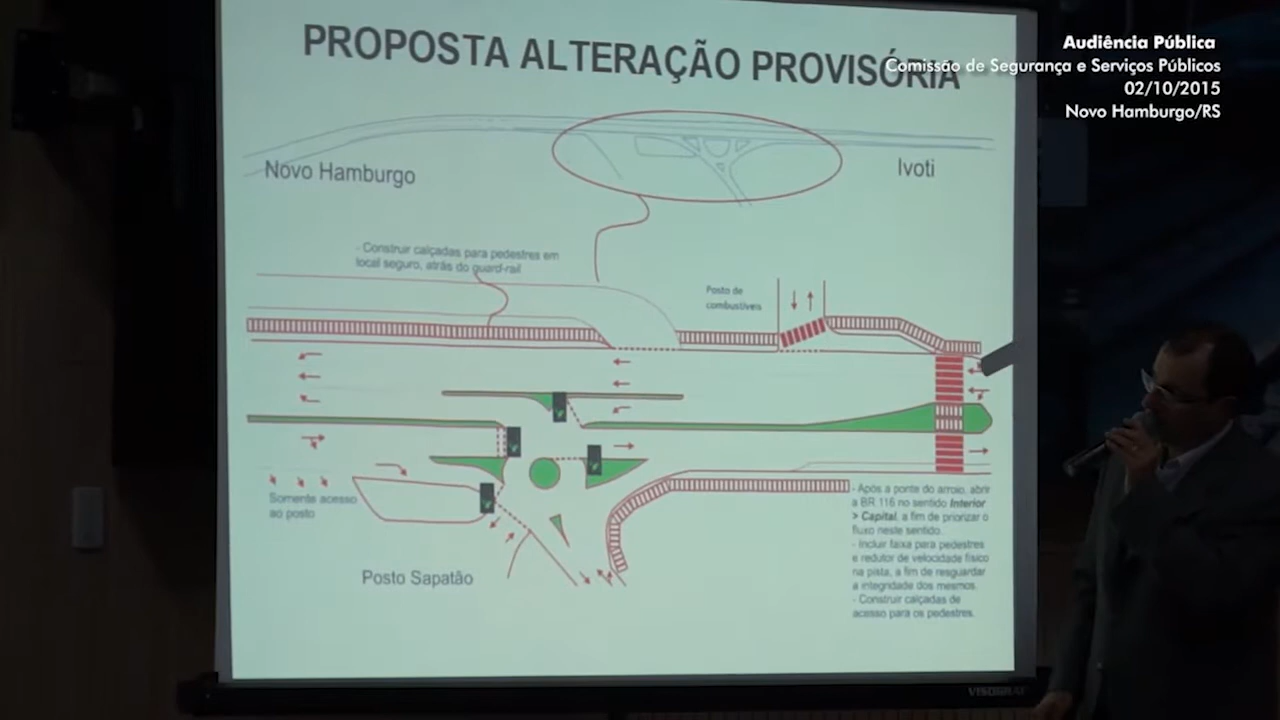 PROPOSTA ALTERAÇÃO PROVISÓRIA
Audiência Pública
Comissão de Segurança e Serviços Públicos
02/10/2015
Novo Hamburgo/RS
Novo Hamburgo
Ivoti
- Construir calçadas para pedestres em
local seguro, atrás do guard-rail
Posto de
combustíveis
Somente acesso
ao posto
Posto Sapatão
- Após a ponte do arroio, abrir
a BR 116 no sentido Interior
> Capital, a fim de priorizar o
fluxo neste sentido.
- Incluir faixa para pedestres
e redutor de velocidade físico
na pista, a fim de resguardar
a integridade dos mesmos.
- Construir calçadas de
acesso para os pedestres.
VISOGRAF